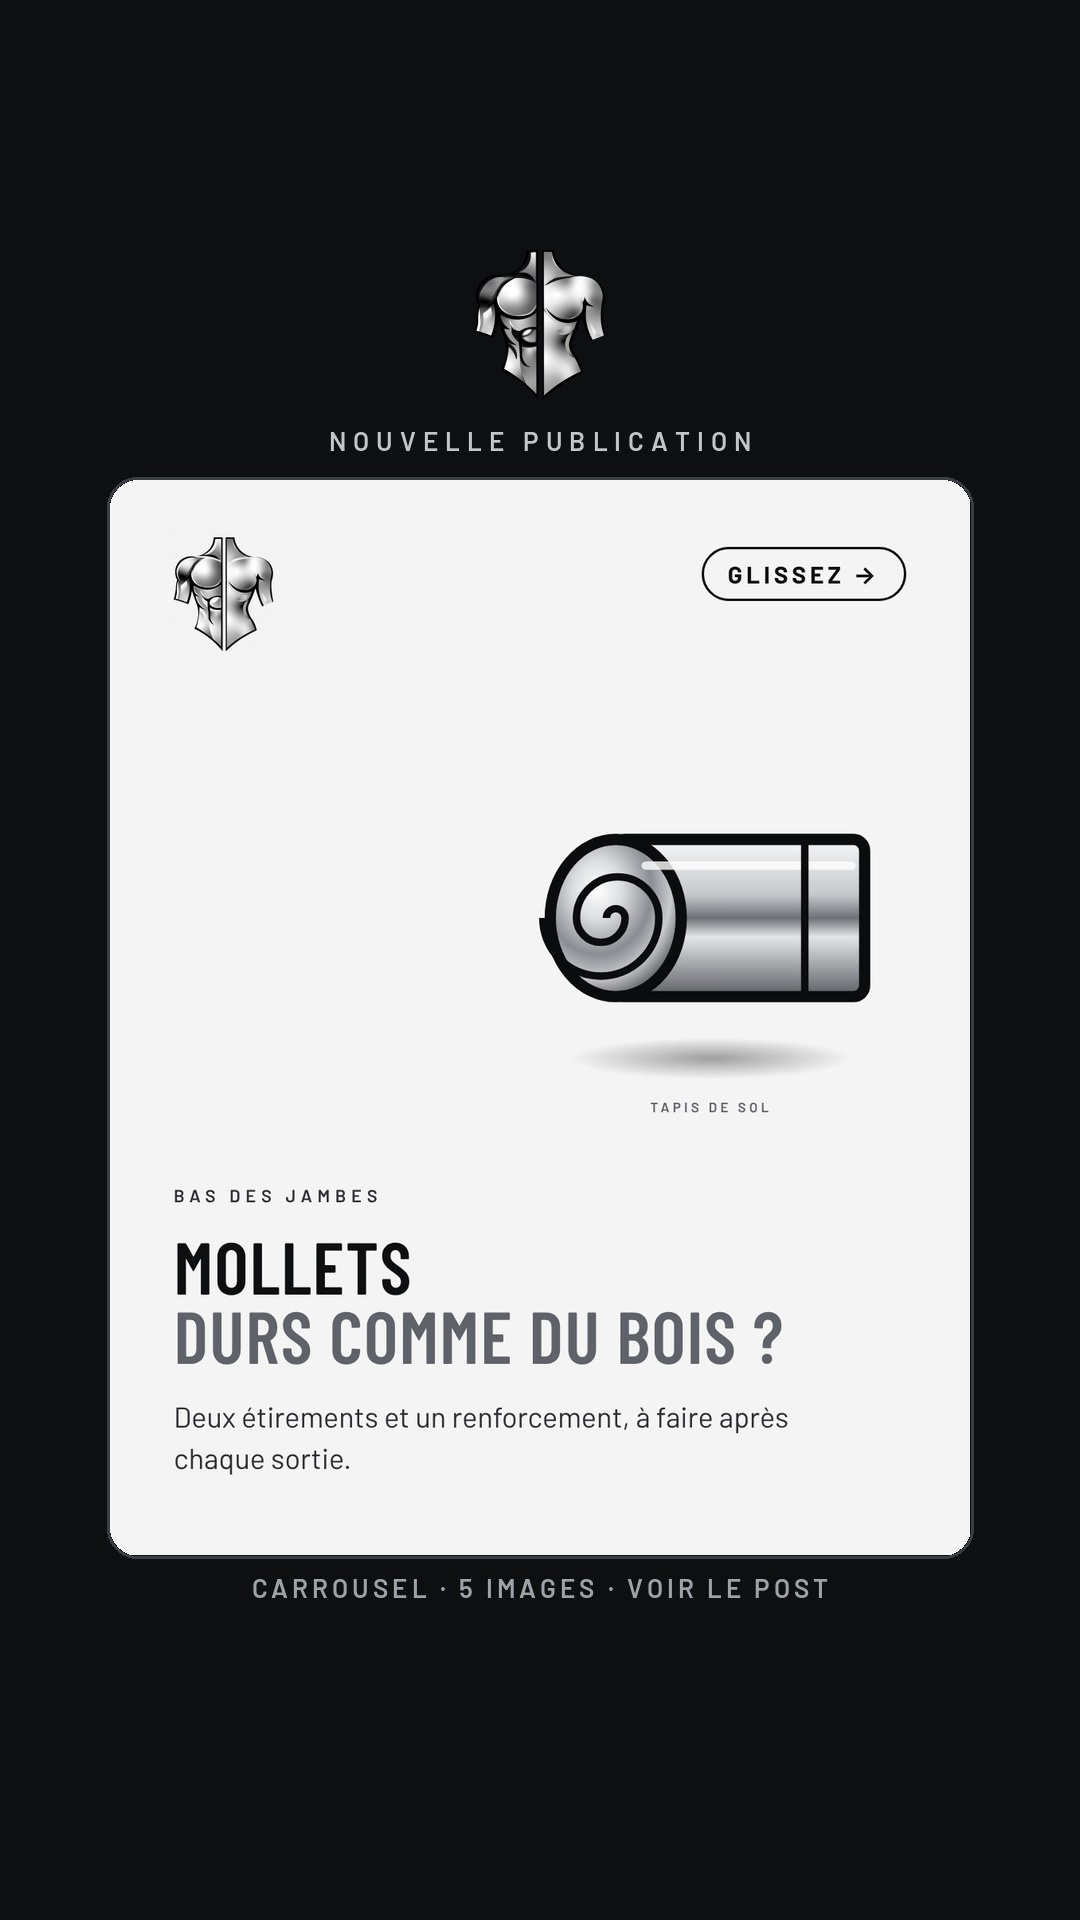 NOUVELLE PUBLICATION
GLISSEZ →
TAPIS DE SOL
BAS DES JAMBES
MOLLETS
DURS COMME DU BOIS ?
Deux étirements et un renforcement, à faire après
chaque sortie.
CARROUSEL · 5 IMAGES · VOIR LE POST